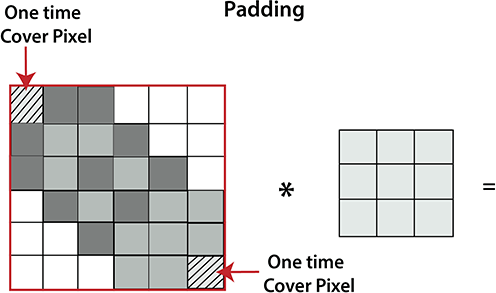 Padding
One time
Cover Pixel
*
=
One time
Cover Pixel